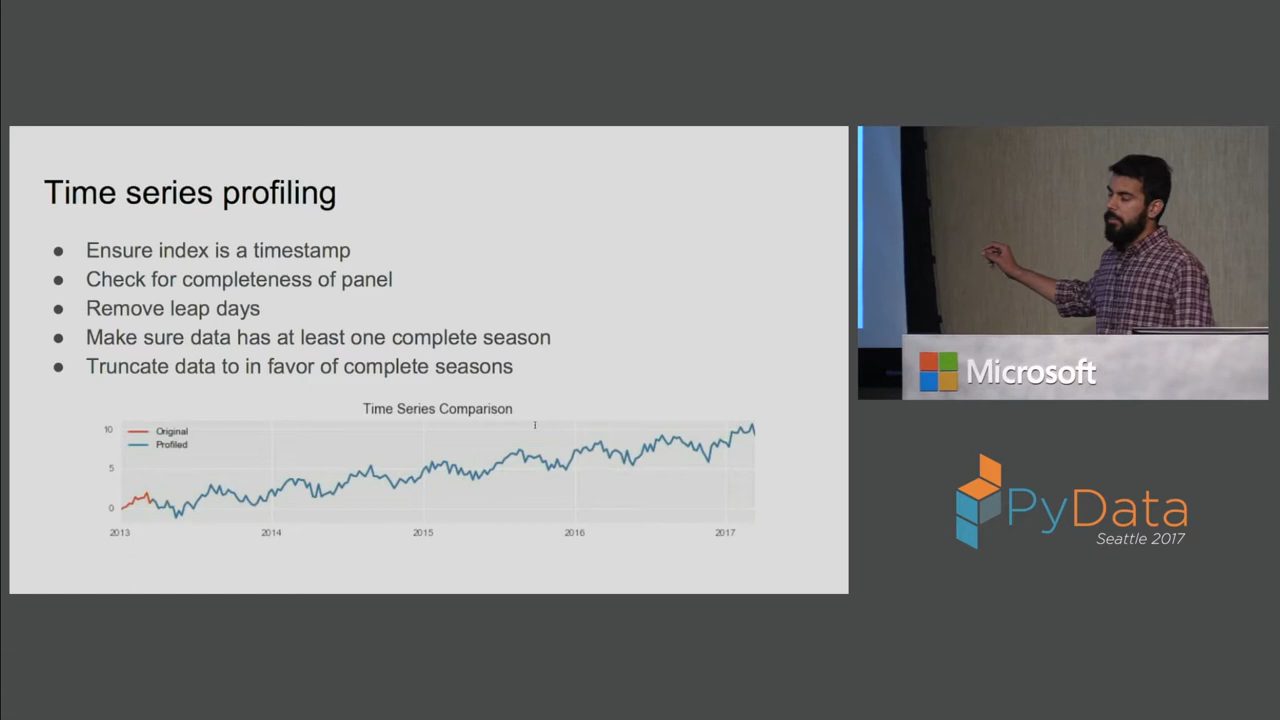 Time series profiling
● Ensure index is a timestamp
● Check for completeness of panel
● Remove leap days
● Make sure data has at least one complete season
● Truncate data to in favor of complete seasons
Time Series Comparison
Original
Profiled
10
5
0
2013 2014 2015 2016 2017
Microsoft
PyData
Seattle 2017